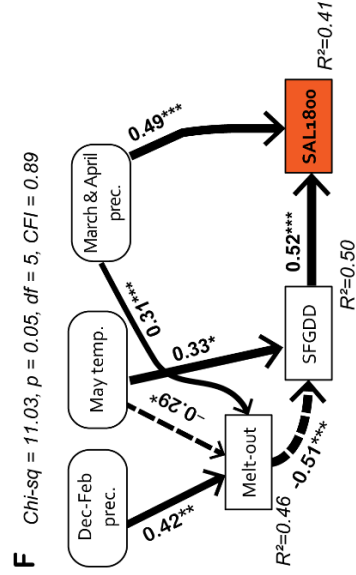 F
Chi-sq = 11.03, p = 0.05, df = 5, CFI = 0.89
Dec-Feb
prec.
May temp.
March & April
prec.
0.42**
-0.29*
0.33*
0.31***
0.49***
Melt-out
R²=0.46
-0.51***
SFGDD
R²=0.50
0.52***
SAL1800
R²=0.41